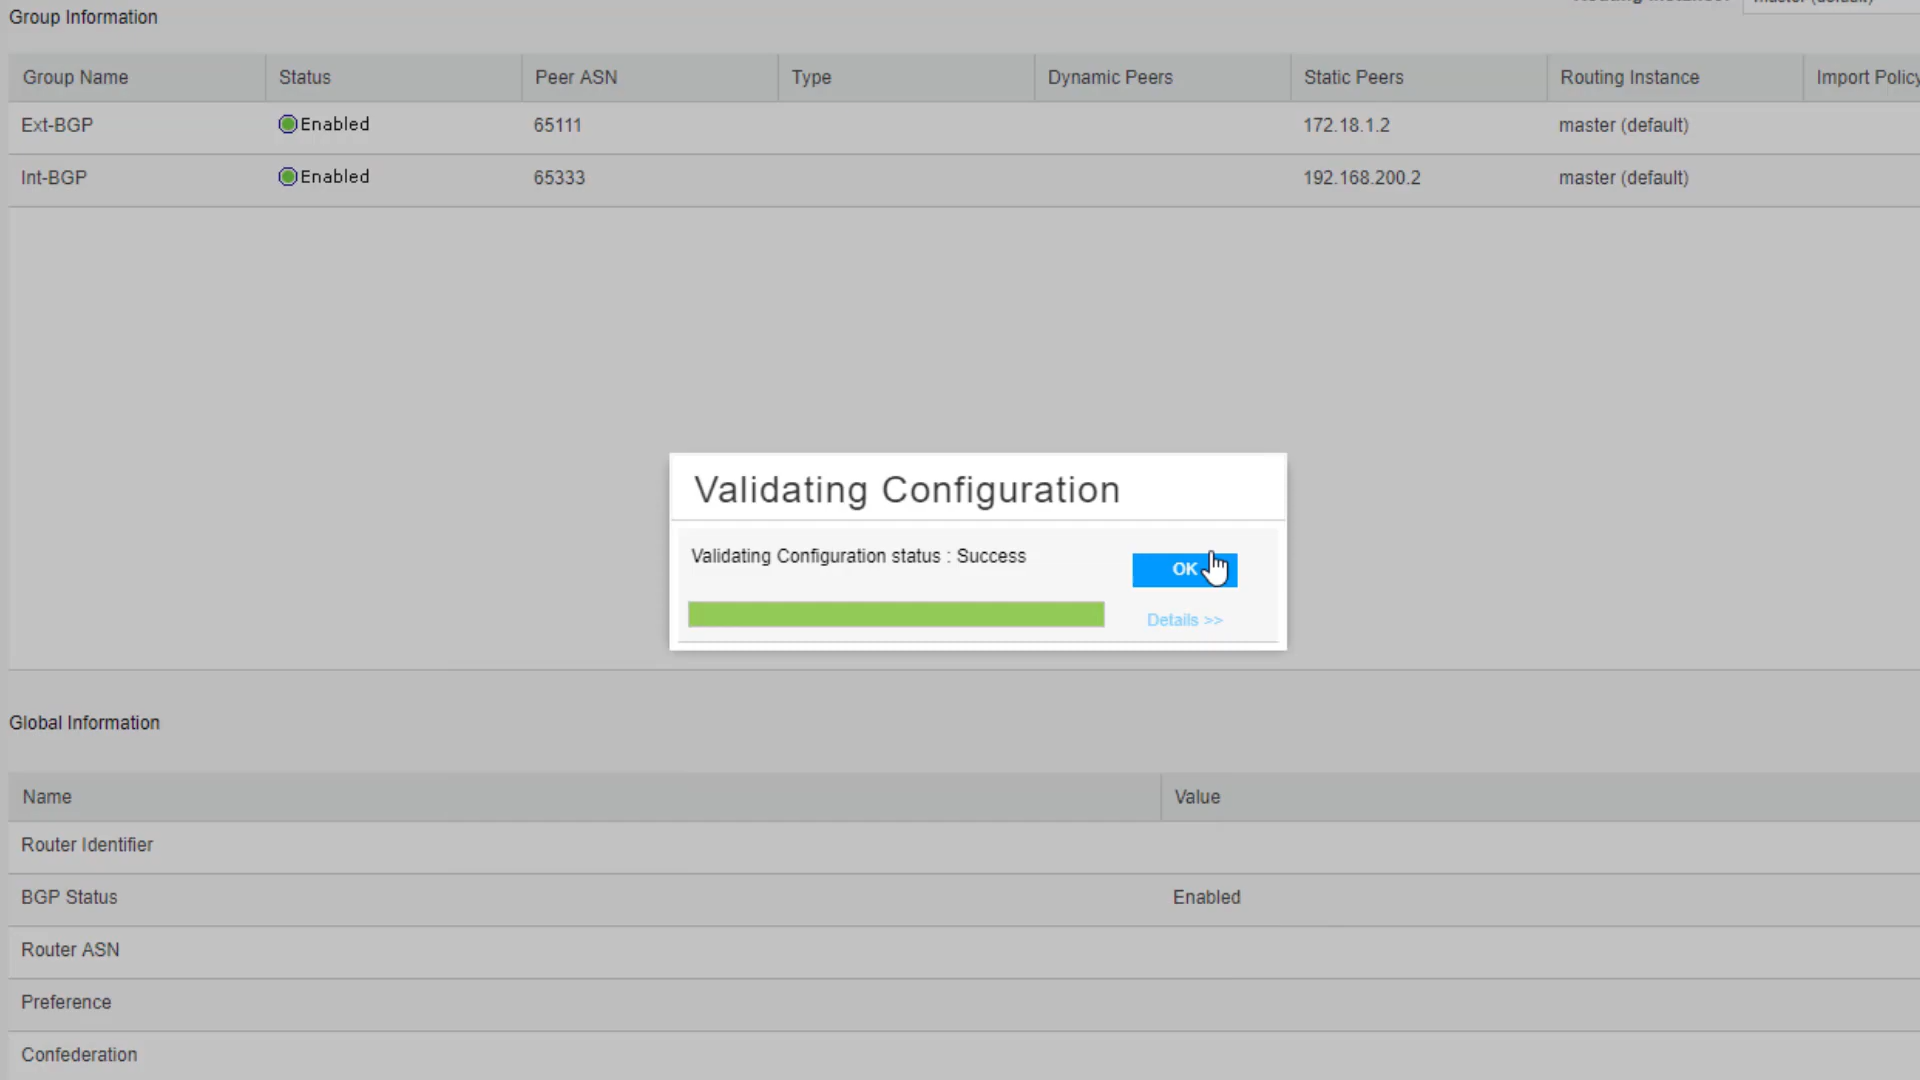 Group Information
Group Name Status Peer ASN Type Dynamic Peers Static Peers Routing Instance Import Policy
Ext-BGP Enabled 65111 172.18.1.2 master (default)
Int-BGP Enabled 65333 192.168.200.2 master (default)
Validating Configuration
Validating Configuration status : Success
OK
Details >>
Global Information
Name Value
Router Identifier
BGP Status Enabled
Router ASN
Preference
Confederation